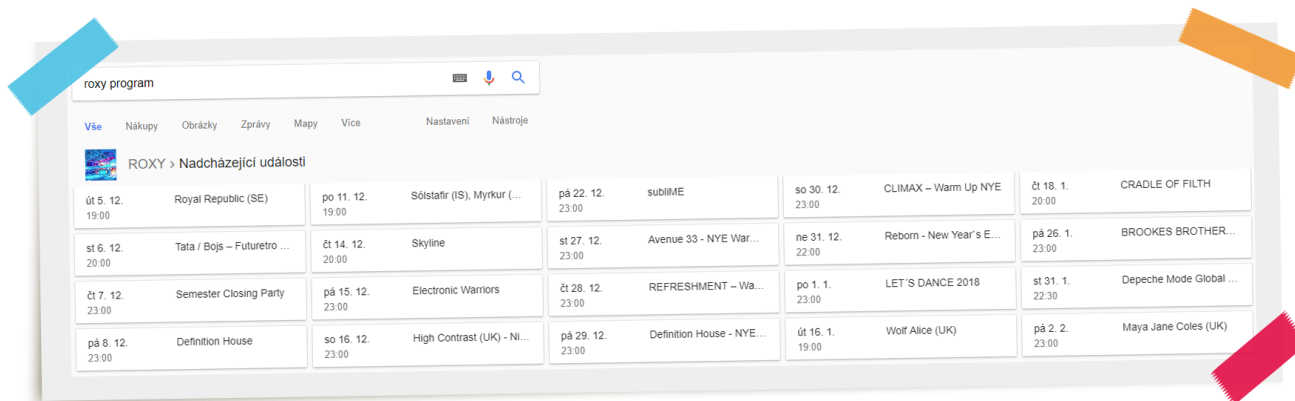 roxy program
Vše Nákupy Obrázky Zprávy Mapy Více Nastavení Nástroje
ROXY > Nadcházející události
út 5. 12. Royal Republic (SE)
19:00
st 6. 12. Tata / Bojs – Futuretro ...
20:00
čt 7. 12. Semester Closing Party
23:00
pá 8. 12. Definition House
23:00
po 11. 12. Sólstafir (IS), Myrkur (...
19:00
čt 14. 12. Skyline
20:00
pá 15. 12. Electronic Warriors
23:00
so 16. 12. High Contrast (UK) - Ni...
23:00
pá 22. 12. subliME
23:00
st 27. 12. Avenue 33 - NYE War...
23:00
čt 28. 12. REFRESHMENT – Wa...
23:00
pá 29. 12. Definition House - NYE...
23:00
so 30. 12. CLIMAX – Warm Up NYE
23:00
ne 31. 12. Reborn - New Year´s E...
22:00
po 1. 1. LET´S DANCE 2018
23:00
út 16. 1. Wolf Alice (UK)
19:00
čt 18. 1. CRADLE OF FILTH
20:00
pá 26. 1. BROOKES BROTHER...
23:00
st 31. 1. Depeche Mode Global ...
22:30
pá 2. 2. Maya Jane Coles (UK)
23:00